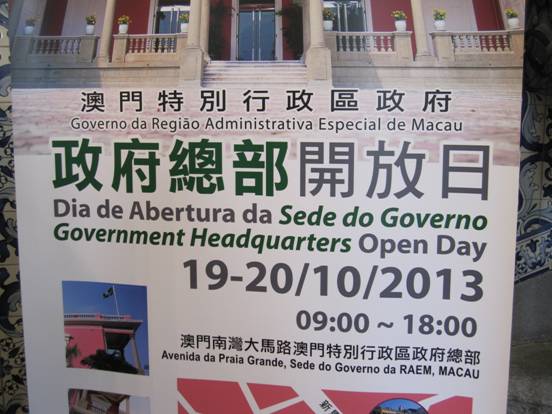 澳門特別行政區政府
Governo da Região Administrativa Especial de Macau
政府總部開放日
Dia de Abertura da Sede do Governo
Government Headquarters Open Day
19-20/10/2013
09:00 ~ 18:00
澳門南灣大馬路澳門特別行政區政府總部
Avenida da Praia Grande, Sede do Governo da RAEM, MACAU
新